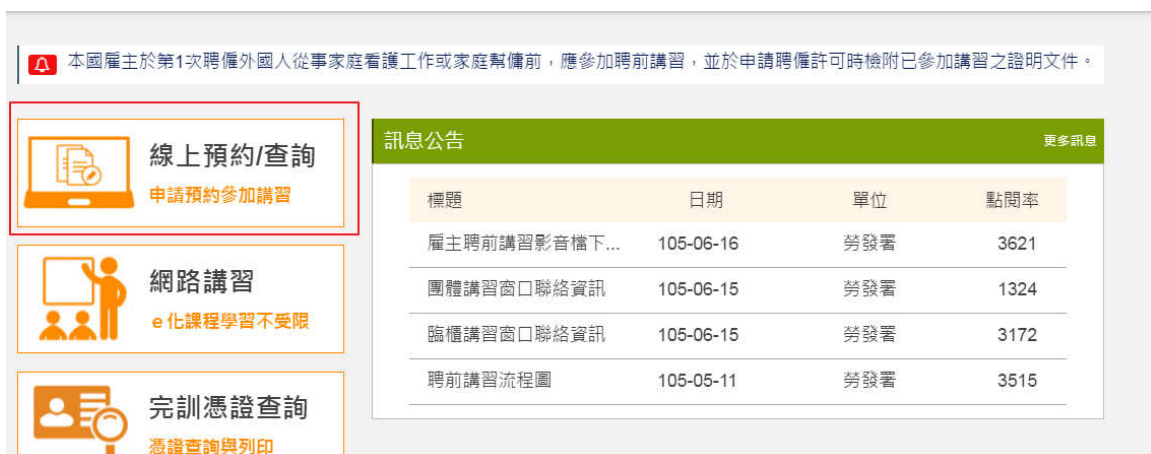 本國雇主於第1次聘僱外國人從事家庭看護工作或家庭幫傭前，應參加聘前講習，並於申請聘僱許可時檢附已參加講習之證明文件。
線上預約/查詢
申請預約參加講習
網路講習
e化課程學習不受限
完訓憑證查詢
憑證查詢與列印
訊息公告 更多訊息
標題 日期 單位 點閱率
雇主聘前講習影音檔下... 105-06-16 勞發署 3621
團體講習窗口聯絡資訊 105-06-15 勞發署 1324
臨櫃講習窗口聯絡資訊 105-06-15 勞發署 3172
聘前講習流程圖 105-05-11 勞發署 3515